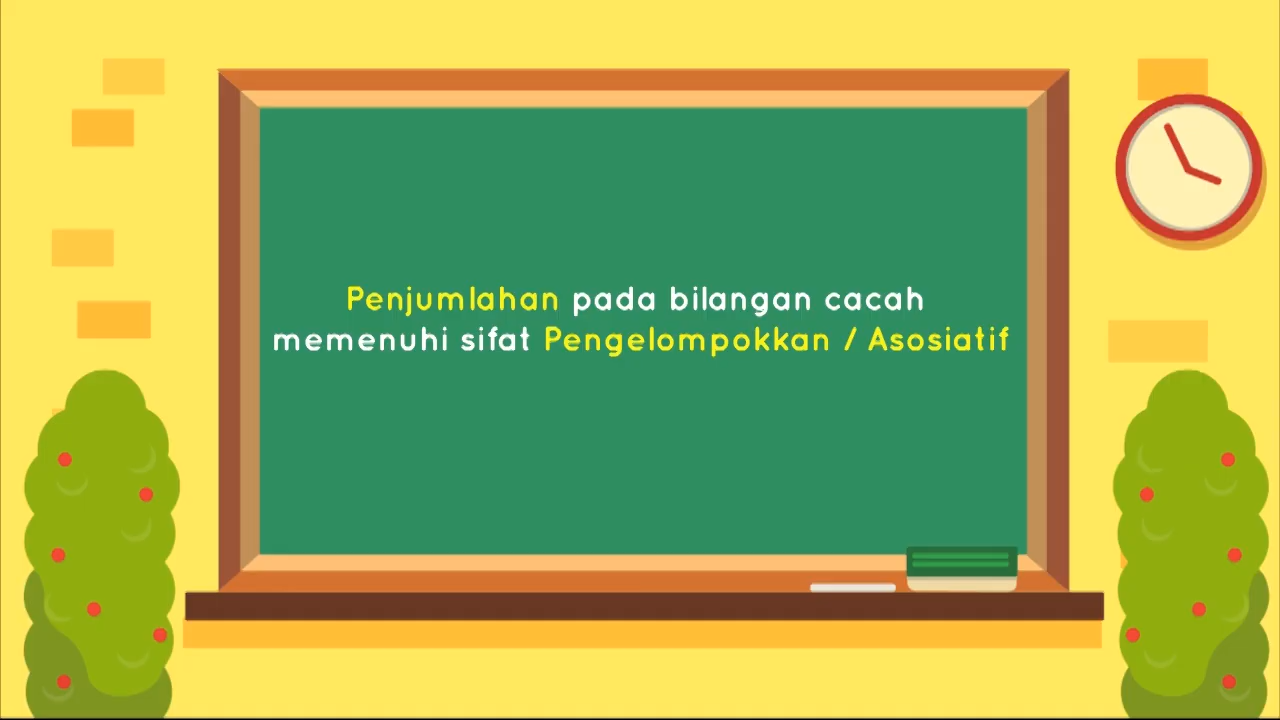 Penjumlahan pada bilangan cacah
memenuhi sifat Pengelompokkan / Asosiatif